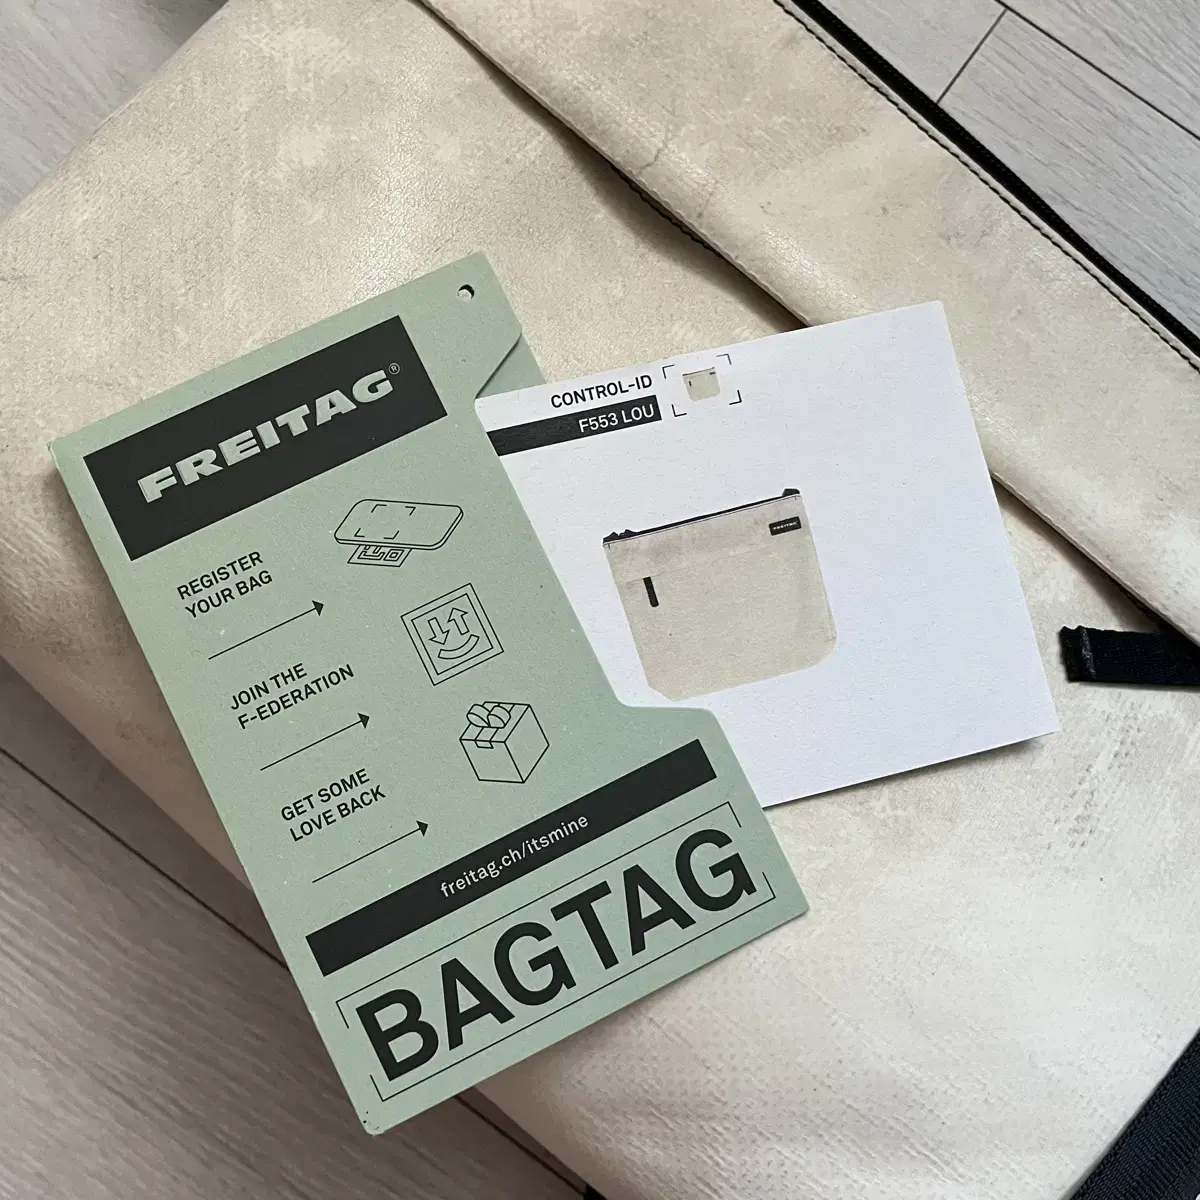 FREITAG®
REGISTER
YOUR BAG
JOIN THE
F-EDERATION
GET SOME
LOVE BACK
freitag.ch/itsmine
BAGTAG
CONTROL-ID
F553 LOU
FREITAG